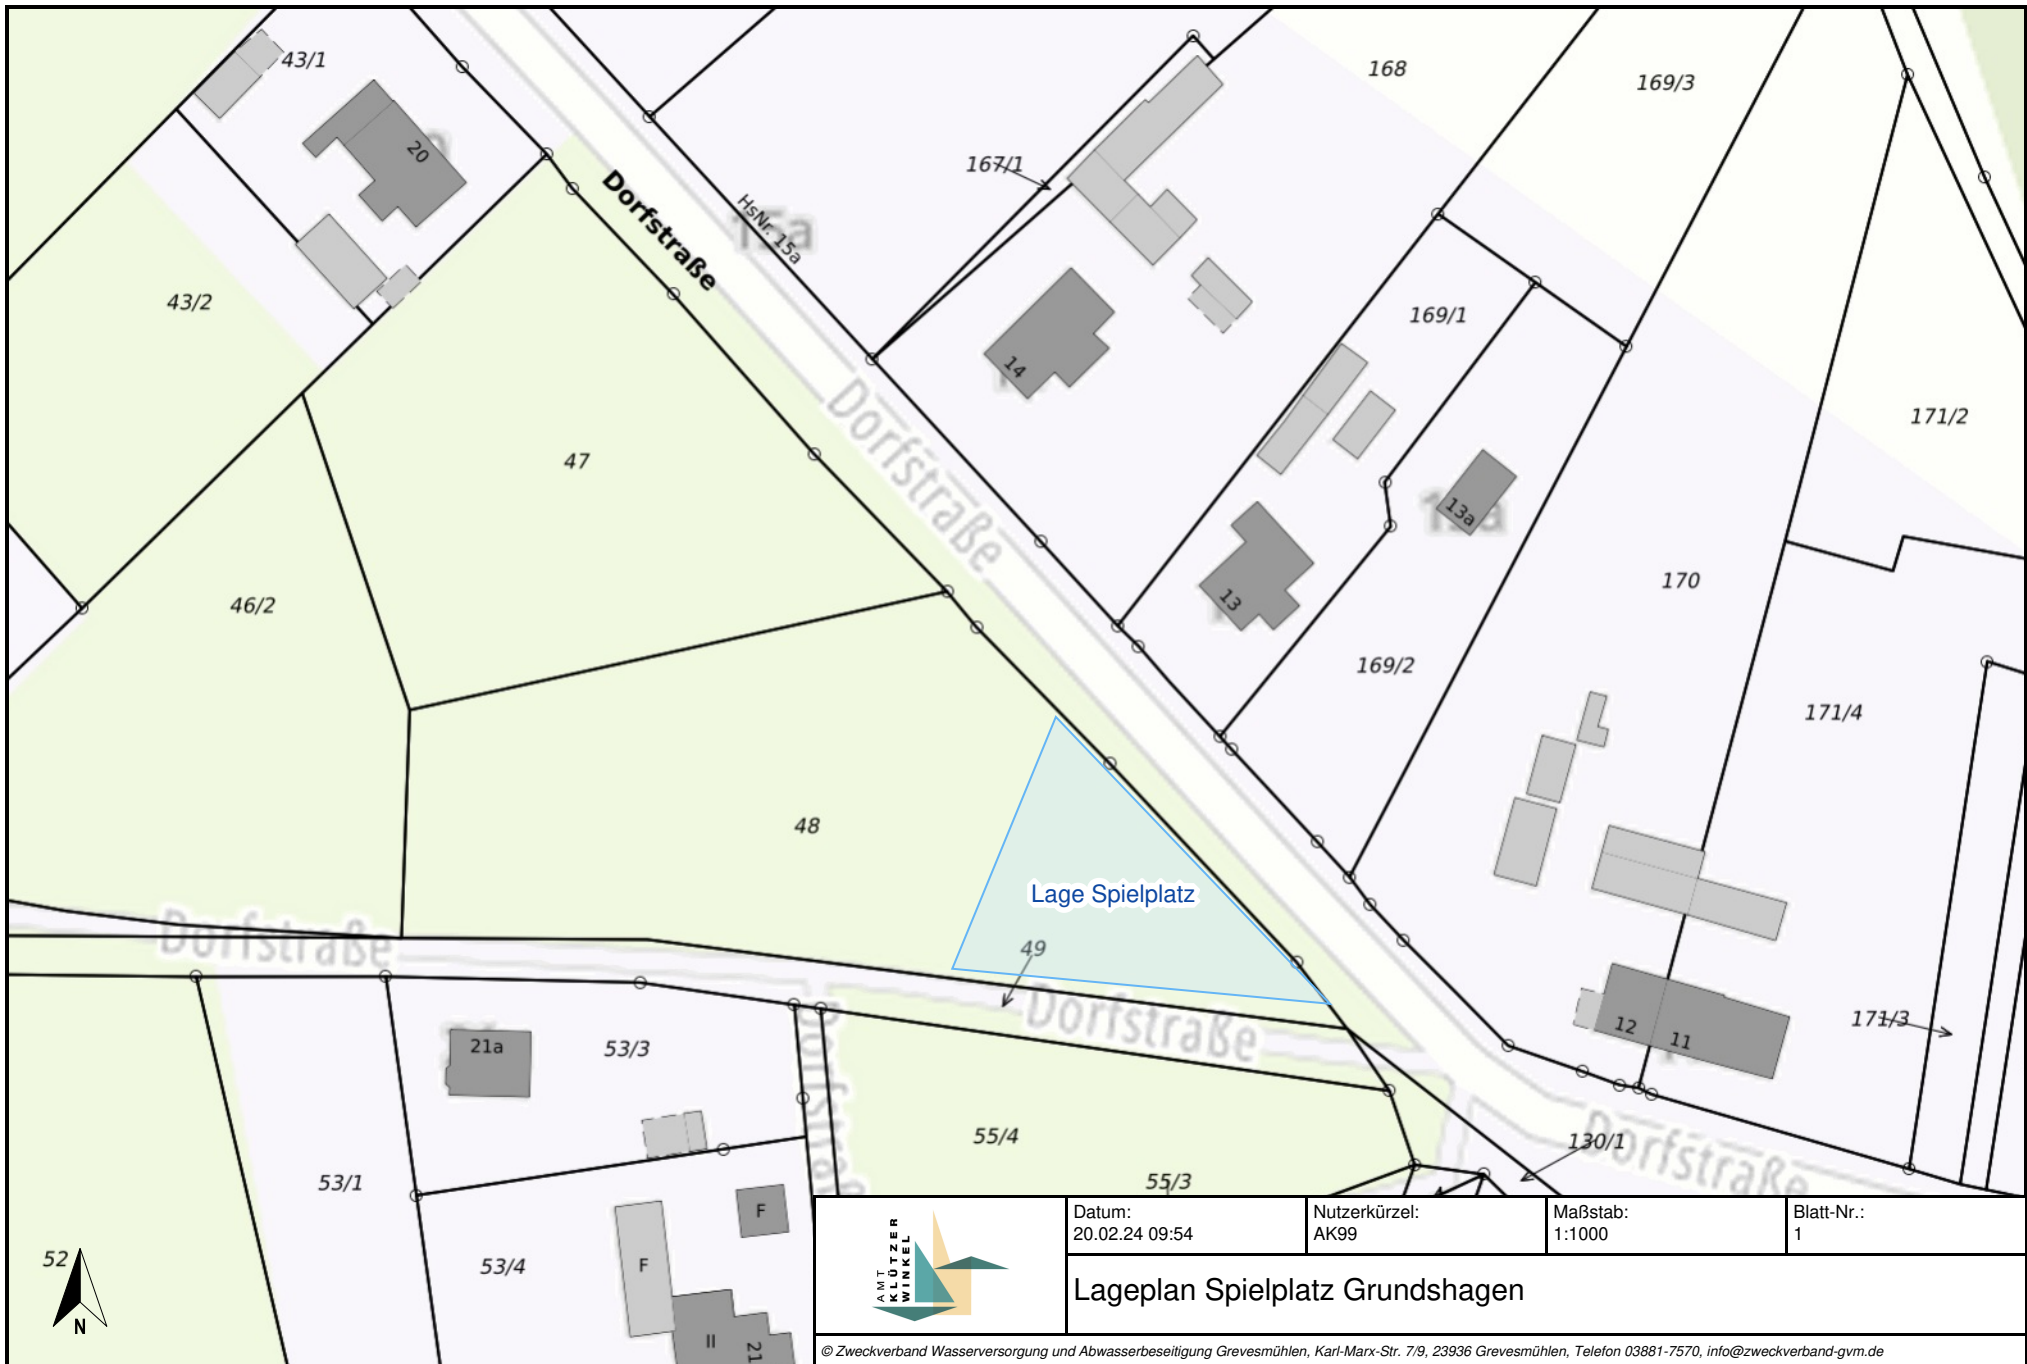 43/1
20
43/2
Dorfstraße
HsNr. 15a
15a
167/1
168
169/3
14
169/1
171/2
47
Dorfstraße
13a
13
46/2
170
169/2
171/4
48
Lage Spielplatz
49
Dorfstraße
Dorfstraße
Dorfstraße
12
11
171/3
21a
53/3
55/4
55/3
130/1
Dorfstraße
53/1
53/4
F
F
II
21
52
N
AMT
KLÜTZER
WINKEL
Datum:
20.02.24 09:54
Nutzerkürzel:
AK99
Maßstab:
1:1000
Blatt-Nr.:
1
Lageplan Spielplatz Grundshagen
© Zweckverband Wasserversorgung und Abwasserbeseitigung Grevesmühlen, Karl-Marx-Str. 7/9, 23936 Grevesmühlen, Telefon 03881-7570, info@zweckverband-gvm.de